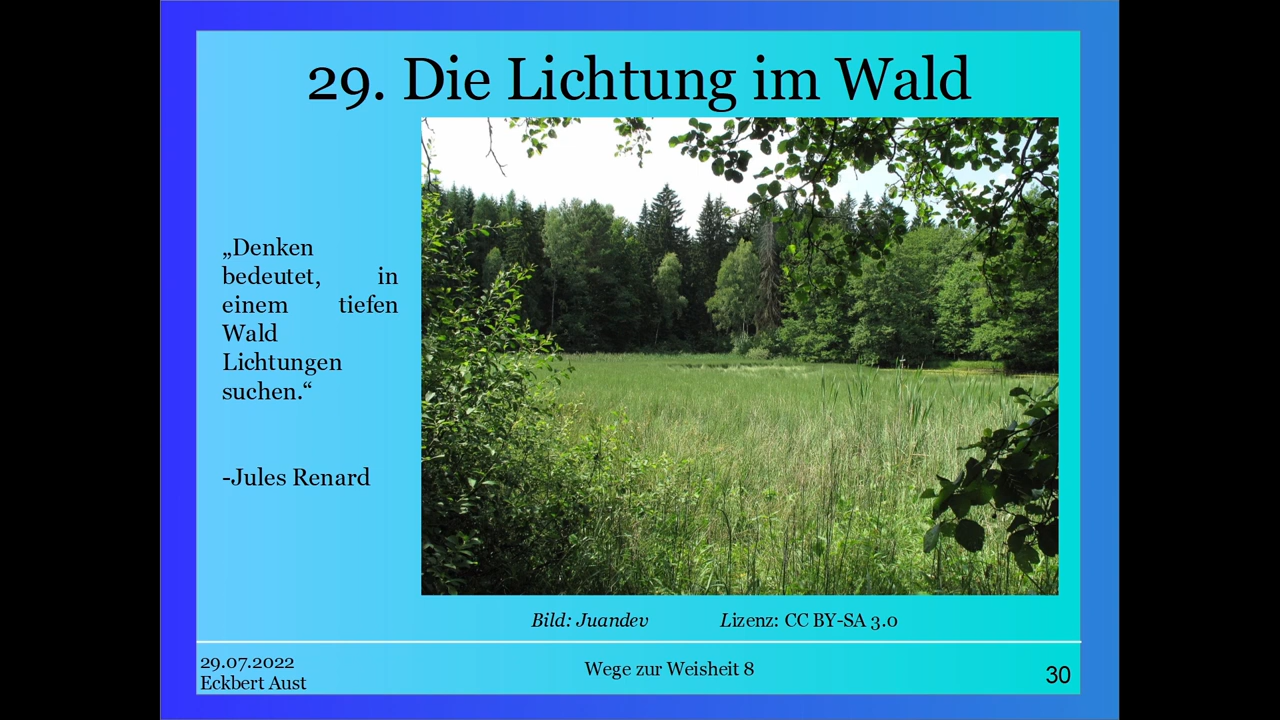 29. Die Lichtung im Wald
„Denken
bedeutet, in
einem tiefen
Wald
Lichtungen
suchen.“
-Jules Renard
Bild: Juandev Lizenz: CC BY-SA 3.0
29.07.2022
Eckbert Aust
Wege zur Weisheit 8
30